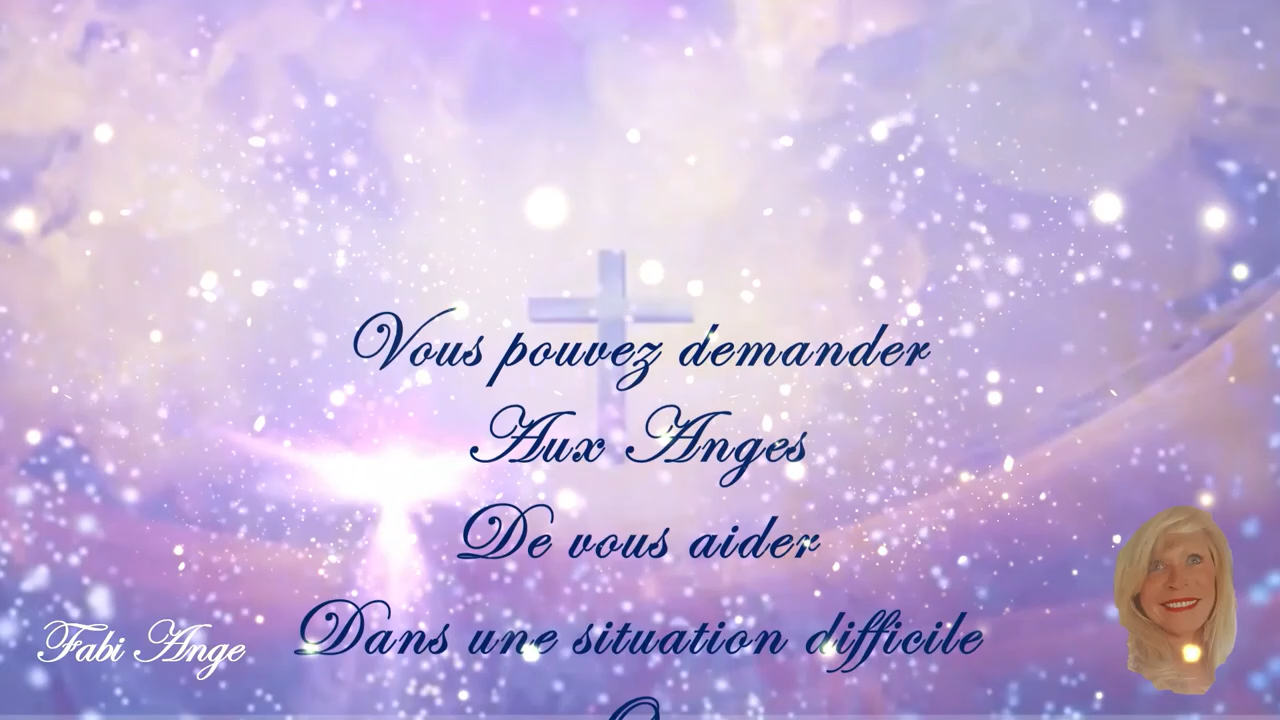 Vous pouvez demander
Aux Anges
De vous aider
Dans une situation difficile
Fabi Ange